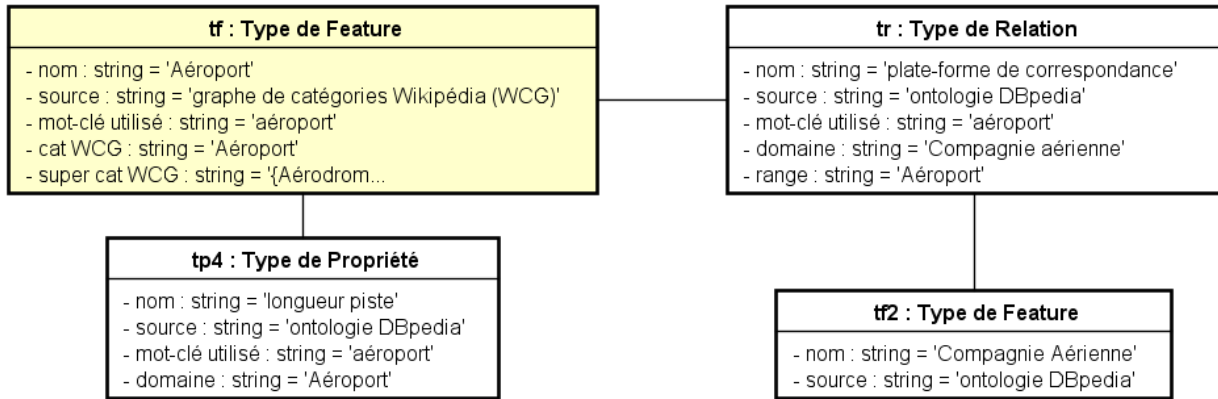 tf : Type de Feature
- nom : string = 'Aéroport'
- source : string = 'graphe de catégories Wikipédia (WCG)'
- mot-clé utilisé : string = 'aéroport'
- cat WCG : string = 'Aéroport'
- super cat WCG : string = '{Aérodrom...
tr : Type de Relation
- nom : string = 'plate-forme de correspondance'
- source : string = 'ontologie DBpedia'
- mot-clé utilisé : string = 'aéroport'
- domaine : string = 'Compagnie aérienne'
- range : string = 'Aéroport'
tp4 : Type de Propriété
- nom : string = 'longueur piste'
- source : string = 'ontologie DBpedia'
- mot-clé utilisé : string = 'aéroport'
- domaine : string = 'Aéroport'
tf2 : Type de Feature
- nom : string = 'Compagnie Aérienne'
- source : string = 'ontologie DBpedia'